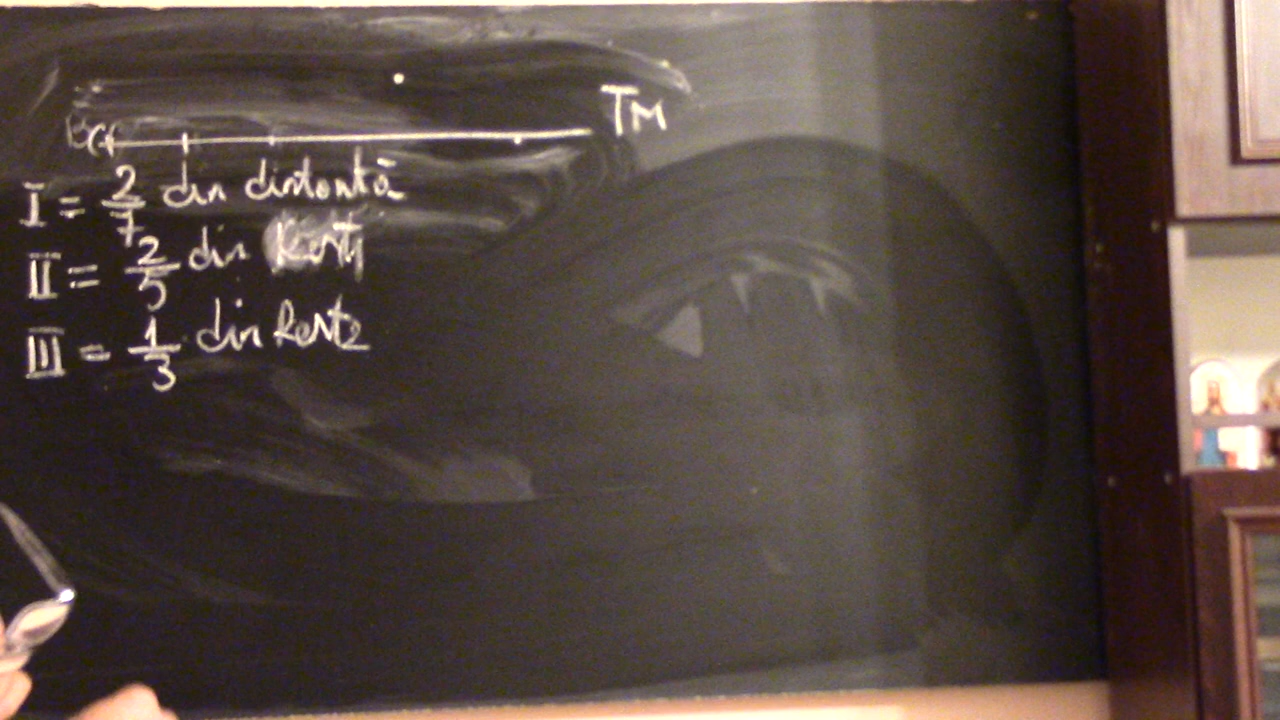 TM
I = 2/7 din distanță
II = 2/5 din Rest
III = 1/3 din Rest